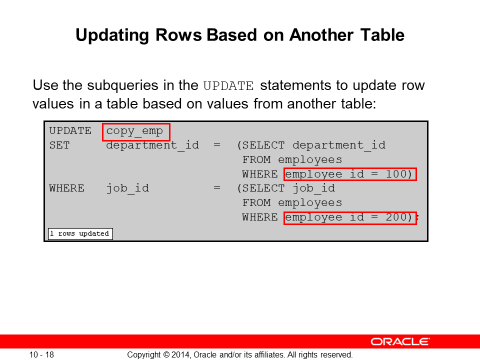 Updating Rows Based on Another Table
Use the subqueries in the UPDATE statements to update row
values in a table based on values from another table:
UPDATE copy_emp
SET department_id = (SELECT department_id
FROM employees
WHERE employee_id = 100)
WHERE job_id = (SELECT job_id
FROM employees
WHERE employee_id = 200);
1 rows updated
ORACLE
10 - 18 Copyright © 2014, Oracle and/or its affiliates. All rights reserved.